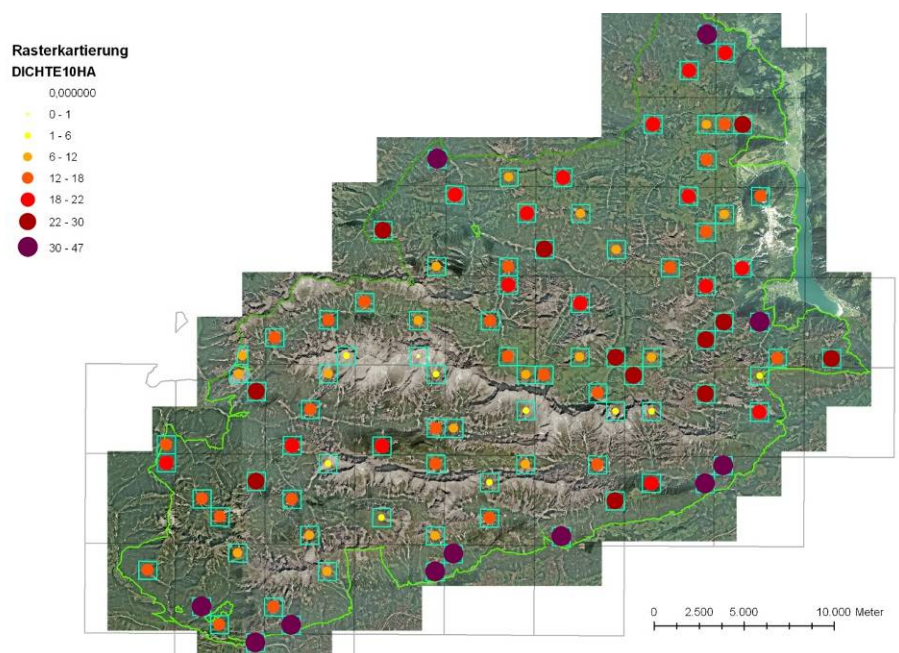 Rasterkartierung
DICHTE10HA
0,000000
0 - 1
1 - 6
6 - 12
12 - 18
18 - 22
22 - 30
30 - 47
0 2.500 5.000 10.000 Meter